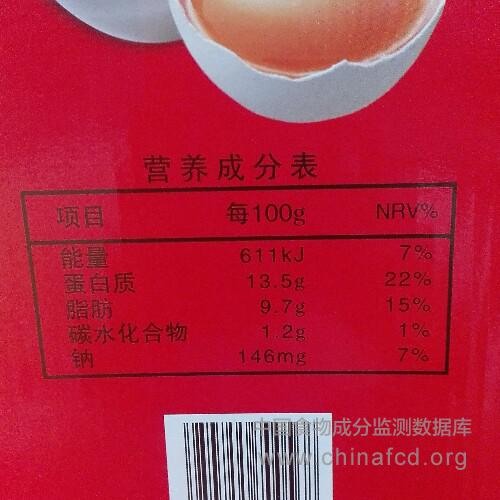 营养成分表
项目 每100g NRV%
能量 611kJ 7%
蛋白质 13.5g 22%
脂肪 9.7g 15%
碳水化合物 1.2g 1%
钠 146mg 7%
中国食物成分监测数据库
www.chinafcd.org